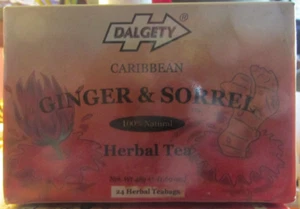 DALGETY
CARIBBEAN
GINGER & SORREL
100% Natural
Herbal Tea
24 Herbal Teabags